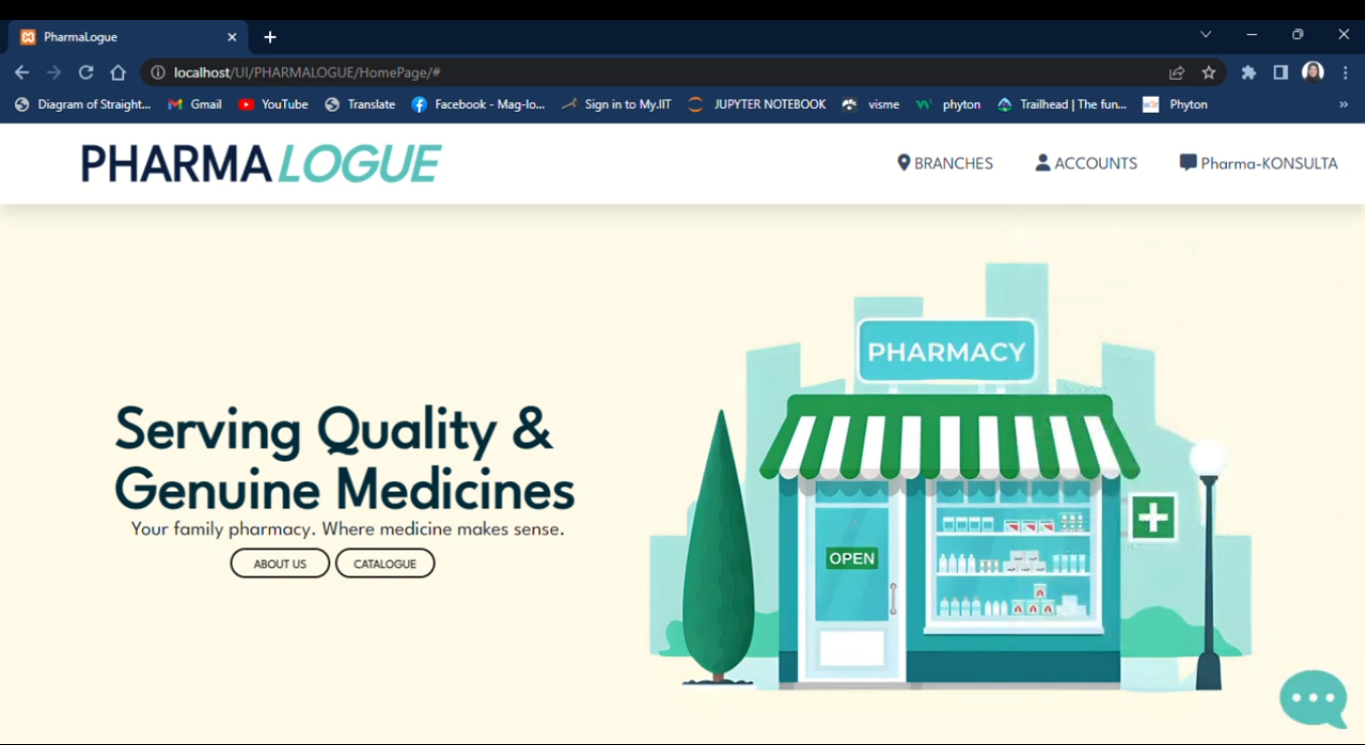 PharmaLogue
localhost/UI/PHARMALOGUE/HomePage/#
Diagram of Straight... Gmail YouTube Translate Facebook - Mag-lo... Sign in to My.IIT JUPYTER NOTEBOOK visme phyton Trailhead | The fun... Phyton
PHARMALOGUE BRANCHES ACCOUNTS Pharma-KONSULTA
PHARMACY
Serving Quality &
Genuine Medicines
Your family pharmacy. Where medicine makes sense.
ABOUT US CATALOGUE
OPEN